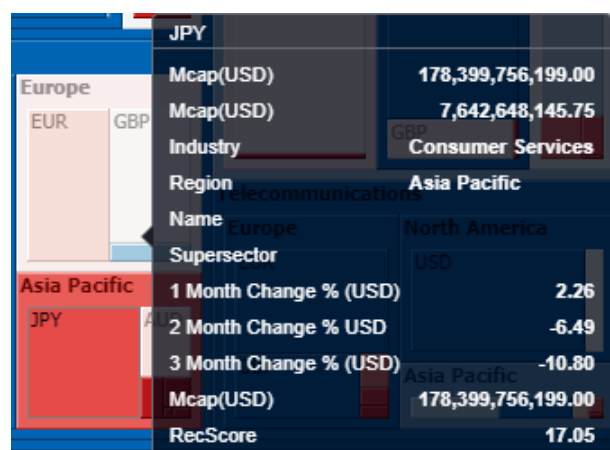 JPY
Mcap(USD) 178,399,756,199.00
Mcap(USD) 7,642,648,145.75
Industry Consumer Services
Region Asia Pacific
Name
Supersector
1 Month Change % (USD) 2.26
2 Month Change % USD -6.49
3 Month Change % (USD) -10.80
Mcap(USD) 178,399,756,199.00
RecScore 17.05
Europe
EUR GBP
Asia Pacific
JPY AUD
GBP
Telecommunications
Europe North America
EUR USD
Asia Pacific